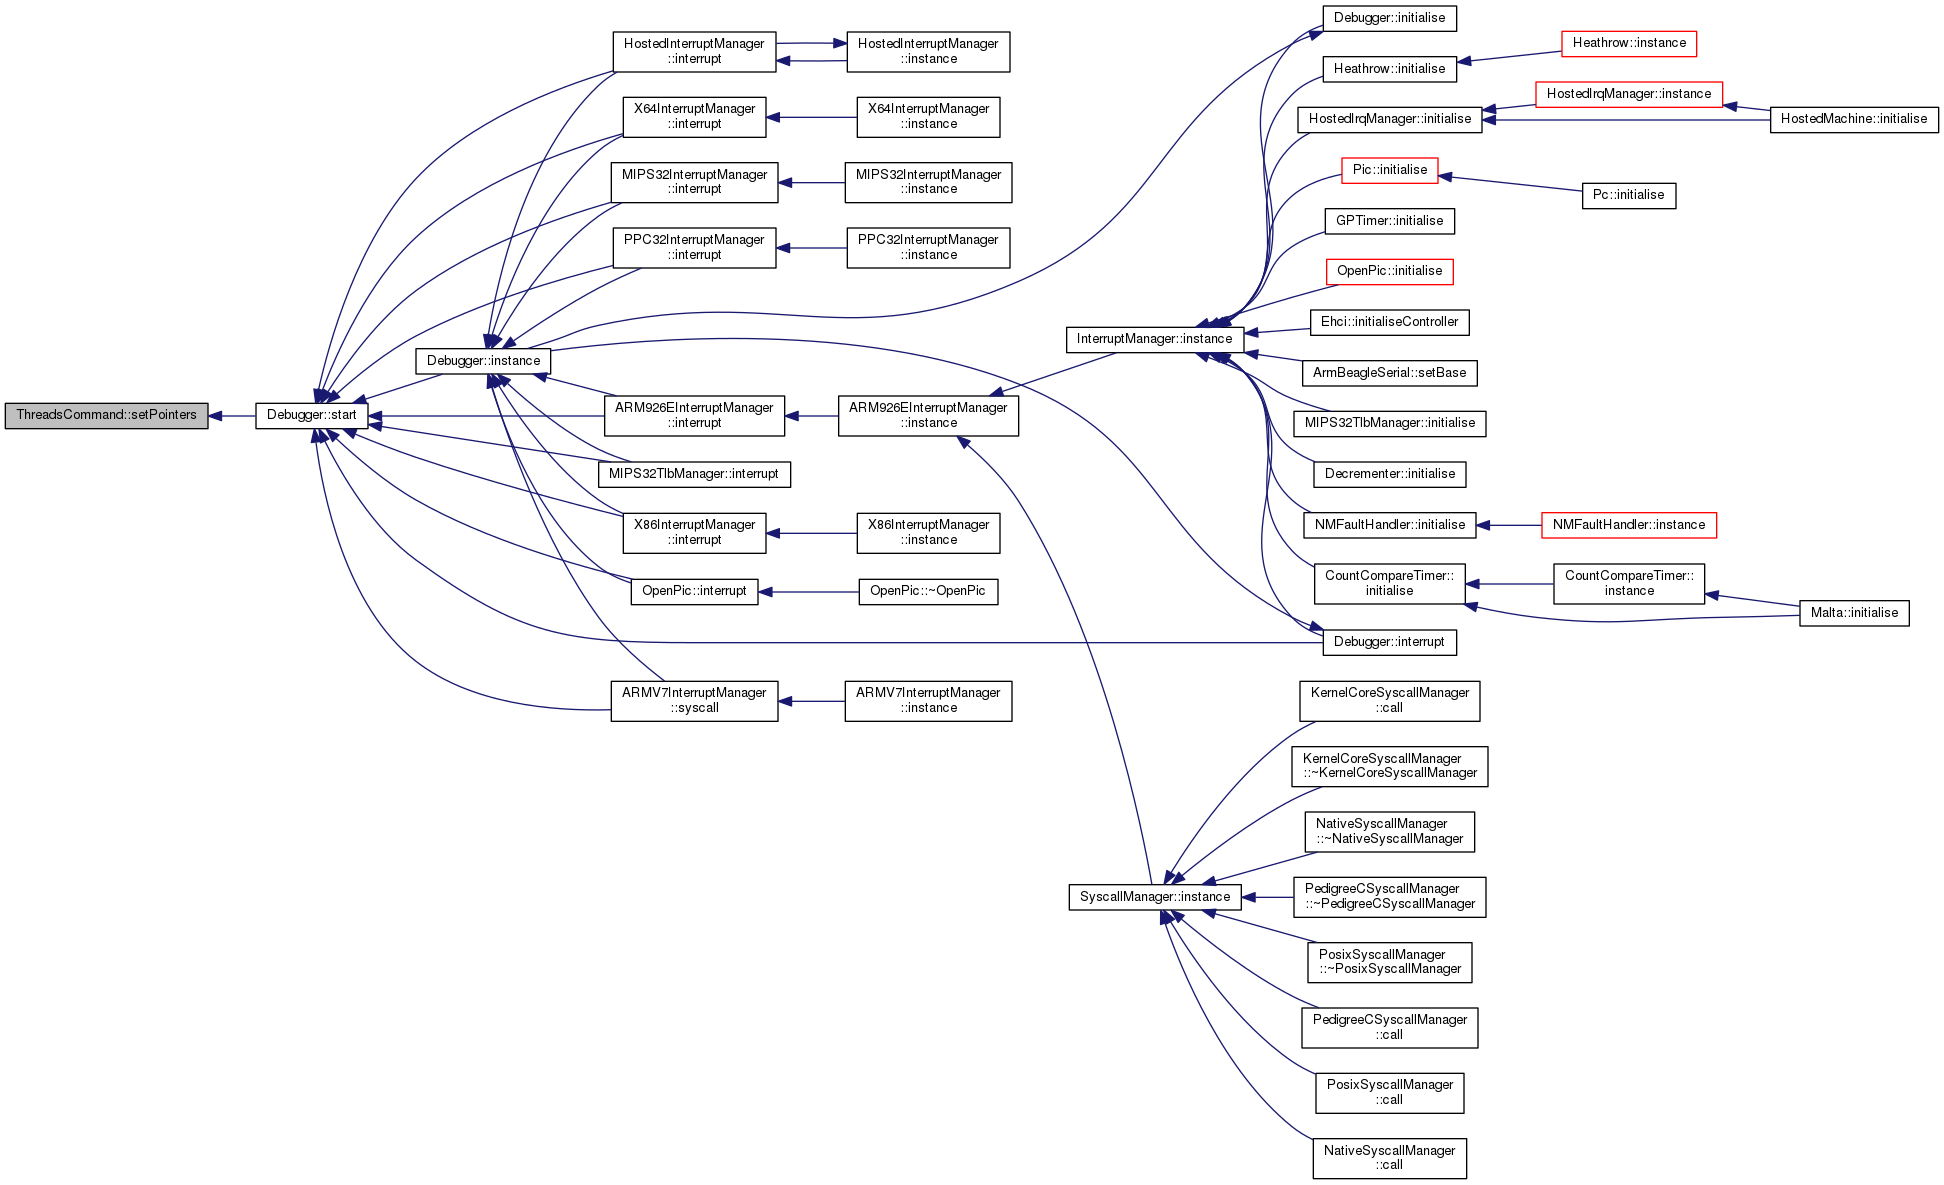 ThreadsCommand::setPointers
Debugger::start
Debugger::instance
HostedInterruptManager
::interrupt
X64InterruptManager
::interrupt
MIPS32InterruptManager
::interrupt
PPC32InterruptManager
::interrupt
ARM926EInterruptManager
::interrupt
MIPS32TlbManager::interrupt
X86InterruptManager
::interrupt
OpenPic::interrupt
ARMV7InterruptManager
::syscall
HostedInterruptManager
::instance
X64InterruptManager
::instance
MIPS32InterruptManager
::instance
PPC32InterruptManager
::instance
ARM926EInterruptManager
::instance
X86InterruptManager
::instance
OpenPic::~OpenPic
ARMV7InterruptManager
::instance
InterruptManager::instance
SyscallManager::instance
Debugger::initialise
Heathrow::initialise
HostedIrqManager::initialise
Pic::initialise
GPTimer::initialise
OpenPic::initialise
Ehci::initialiseController
ArmBeagleSerial::setBase
MIPS32TlbManager::initialise
Decrementer::initialise
NMFaultHandler::initialise
CountCompareTimer::
initialise
Debugger::interrupt
KernelCoreSyscallManager
::call
KernelCoreSyscallManager
::~KernelCoreSyscallManager
NativeSyscallManager
::~NativeSyscallManager
PedigreeCSyscallManager
::~PedigreeCSyscallManager
PosixSyscallManager
::~PosixSyscallManager
PedigreeCSyscallManager
::call
PosixSyscallManager
::call
NativeSyscallManager
::call
Heathrow::instance
HostedIrqManager::instance
Pc::initialise
NMFaultHandler::instance
CountCompareTimer::
instance
HostedMachine::initialise
Malta::initialise